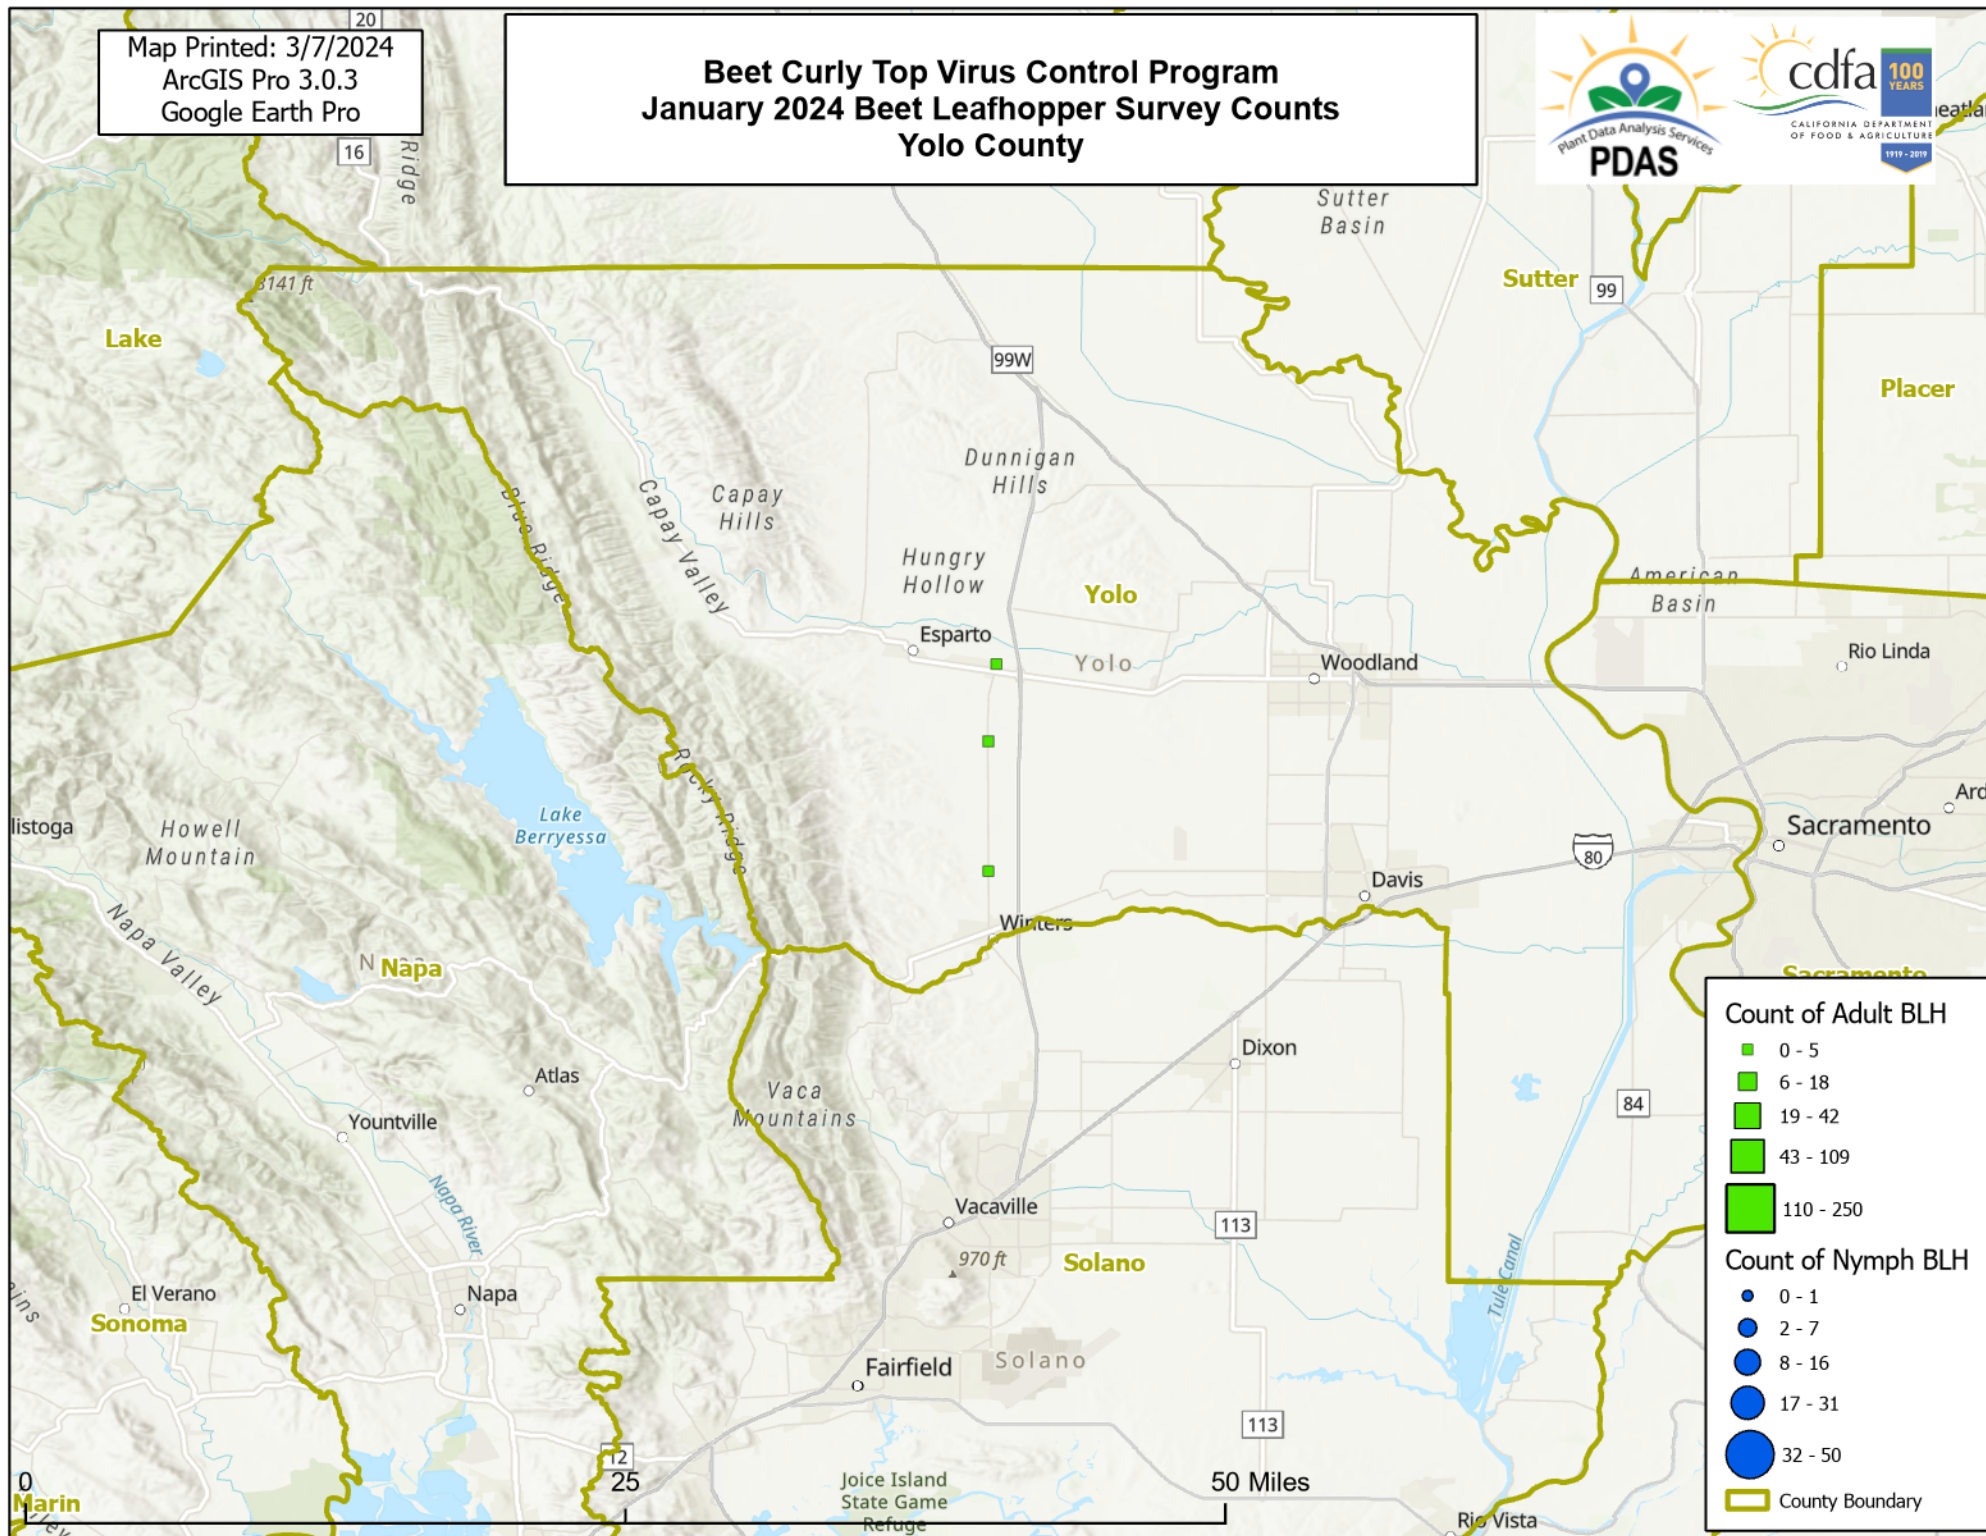 20
Map Printed: 3/7/2024
ArcGIS Pro 3.0.3
Google Earth Pro
Beet Curly Top Virus Control Program
January 2024 Beet Leafhopper Survey Counts
Yolo County
Plant Data Analysis Services
PDAS
cdfa
100
YEARS
CALIFORNIA DEPARTMENT
OF FOOD & AGRICULTURE
1919 - 2019
16
Ridge
Sutter
Basin
Sutter
99
3141 ft
Lake
99W
Placer
Dunnigan
Hills
Capay
Hills
Capay Valley
Blue Ridge
Hungry
Hollow
Yolo
American
Basin
Esparto
Yolo
Woodland
Rio Linda
Rocky Ridge
Lake
Berryessa
listoga
Howell
Mountain
Sacramento
80
Davis
Winters
Napa Valley
Napa
Sacramento
Dixon
Atlas
Vaca
Mountains
Yountville
84
Napa River
Vacaville
113
970 ft
Solano
Tule Canal
El Verano
Napa
Sonoma
Fairfield
Solano
113
12
Joice Island
State Game
Refuge
Marin
Rio Vista
0
25
50 Miles
Count of Adult BLH
0 - 5
6 - 18
19 - 42
43 - 109
110 - 250
Count of Nymph BLH
0 - 1
2 - 7
8 - 16
17 - 31
32 - 50
County Boundary